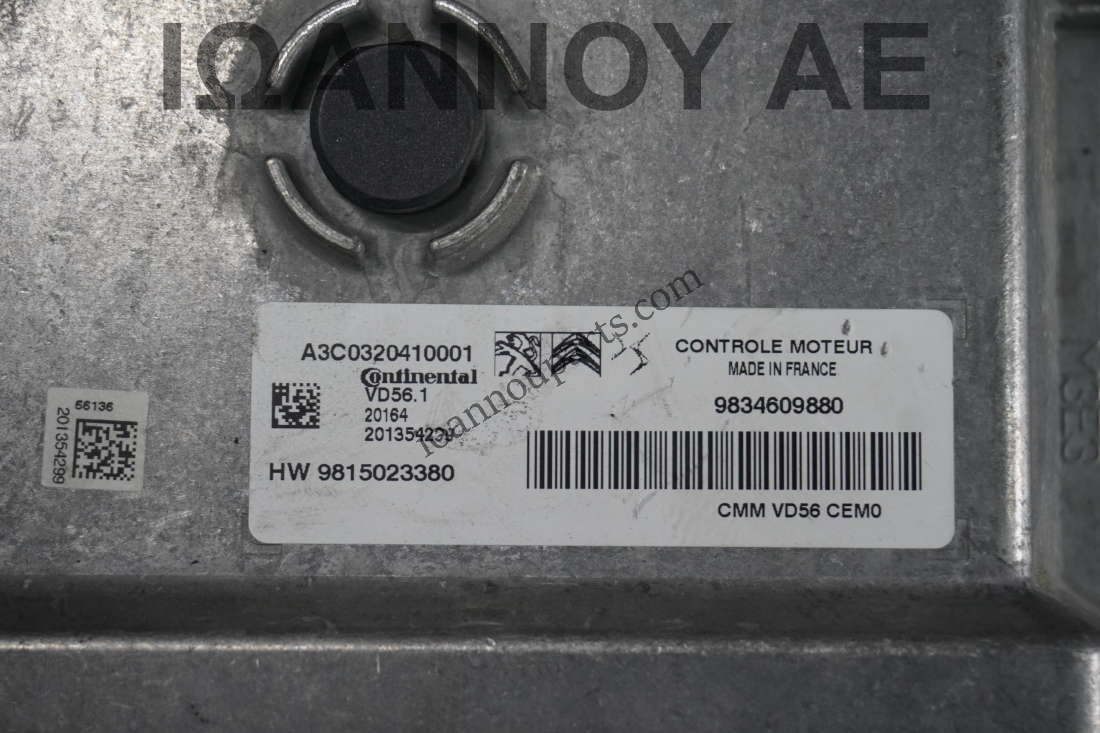 ΙΩΑΝΝΟΥ ΑΕ
A3C0320410001
Continental
VD56.1
20164
HW 9815023380
CONTROLE MOTEUR
MADE IN FRANCE
9834609880
CMM VD56 CEM0
56136
201354299
ioannouparts.com